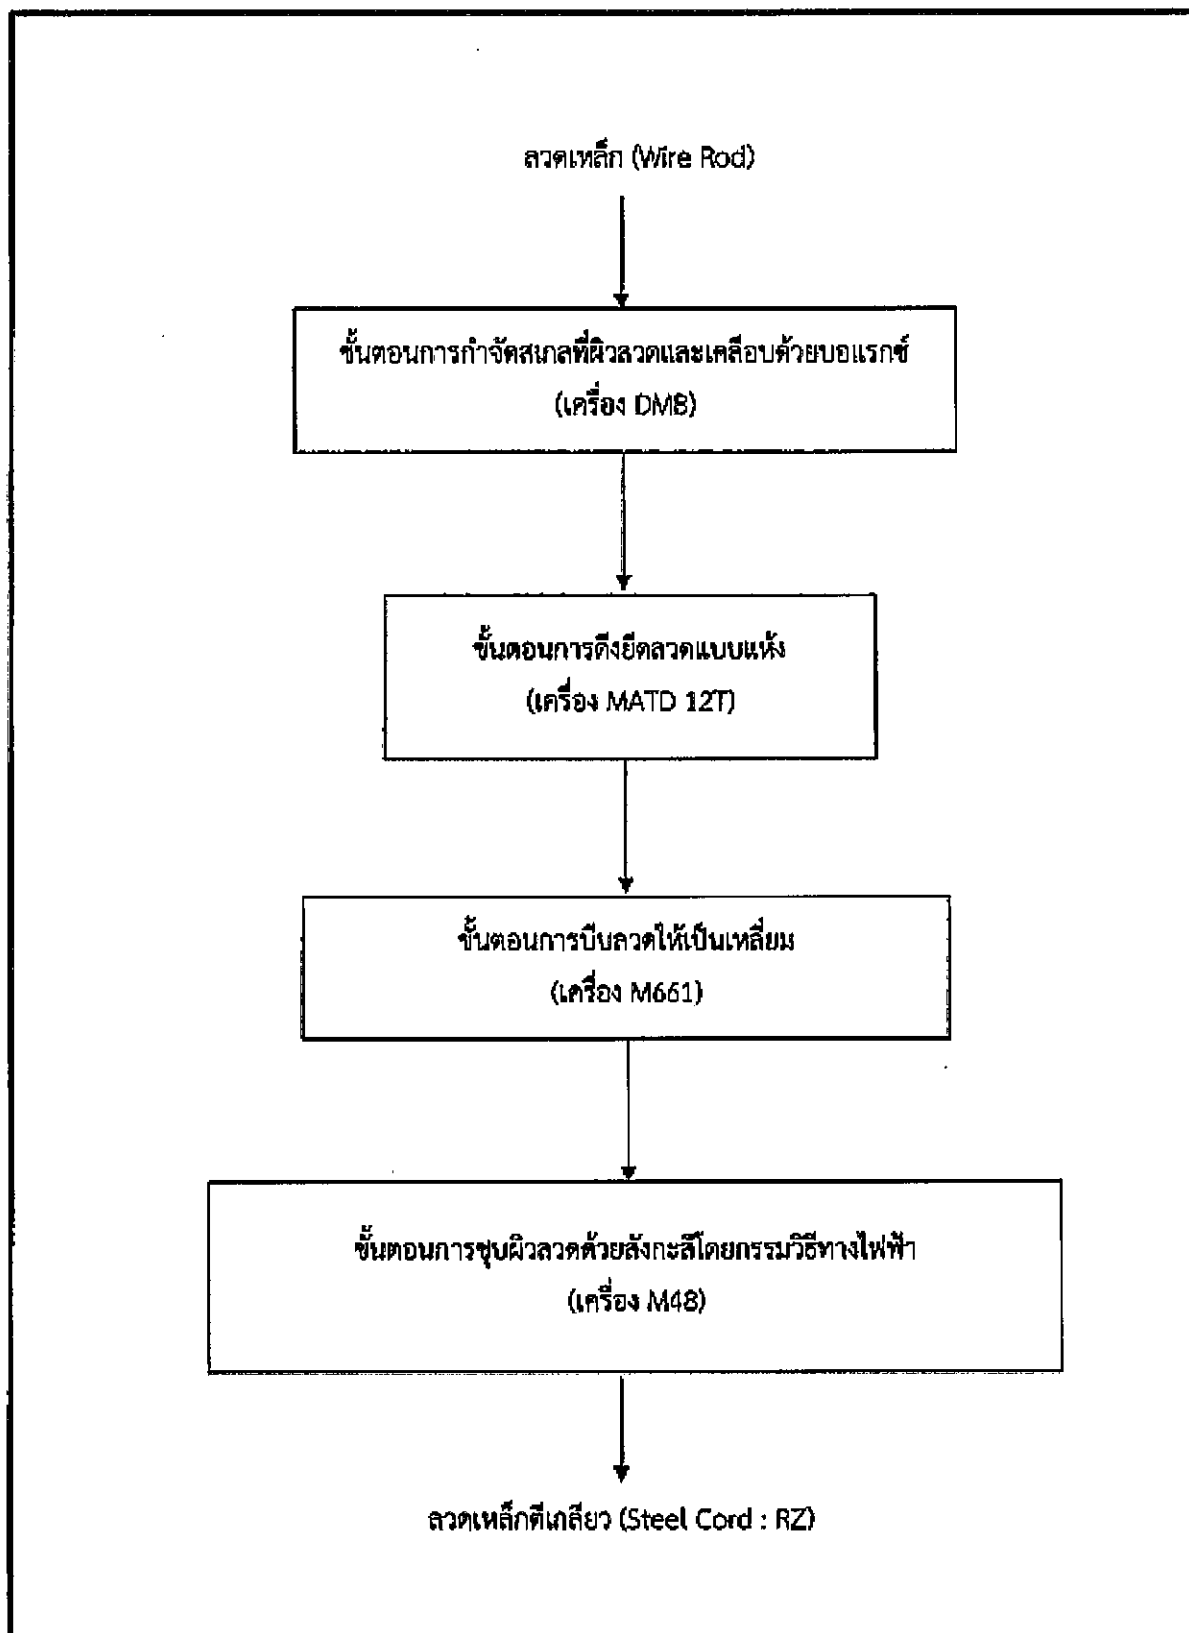 ลวดเหล็ก (Wire Rod)
ขั้นตอนการกำจัดสเกลที่ผิวลวดและเคลือบด้วยบอแรกซ์
(เครื่อง DMB)
ขั้นตอนการดึงยืดลวดแบบแห้ง
(เครื่อง MATD 12T)
ขั้นตอนการบีบลวดให้เป็นเหลี่ยม
(เครื่อง M661)
ขั้นตอนการชุบผิวลวดด้วยสังกะสีโดยกรรมวิธีทางไฟฟ้า
(เครื่อง M48)
ลวดเหล็กตีเกลียว (Steel Cord : RZ)